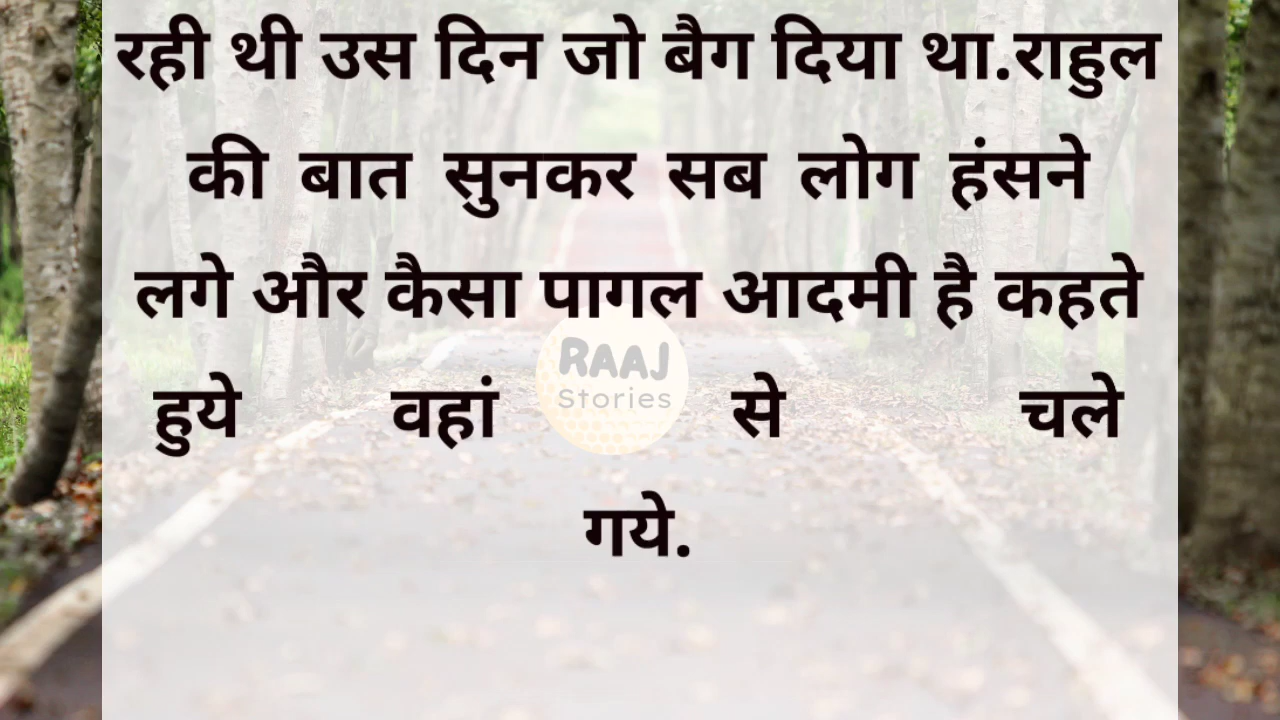 रही थी उस दिन जो बैग दिया था.राहुल
की बात सुनकर सब लोग हंसने
लगे और कैसा पागल आदमी है कहते
हुये वहां से चले
गये.
RAAJ
Stories